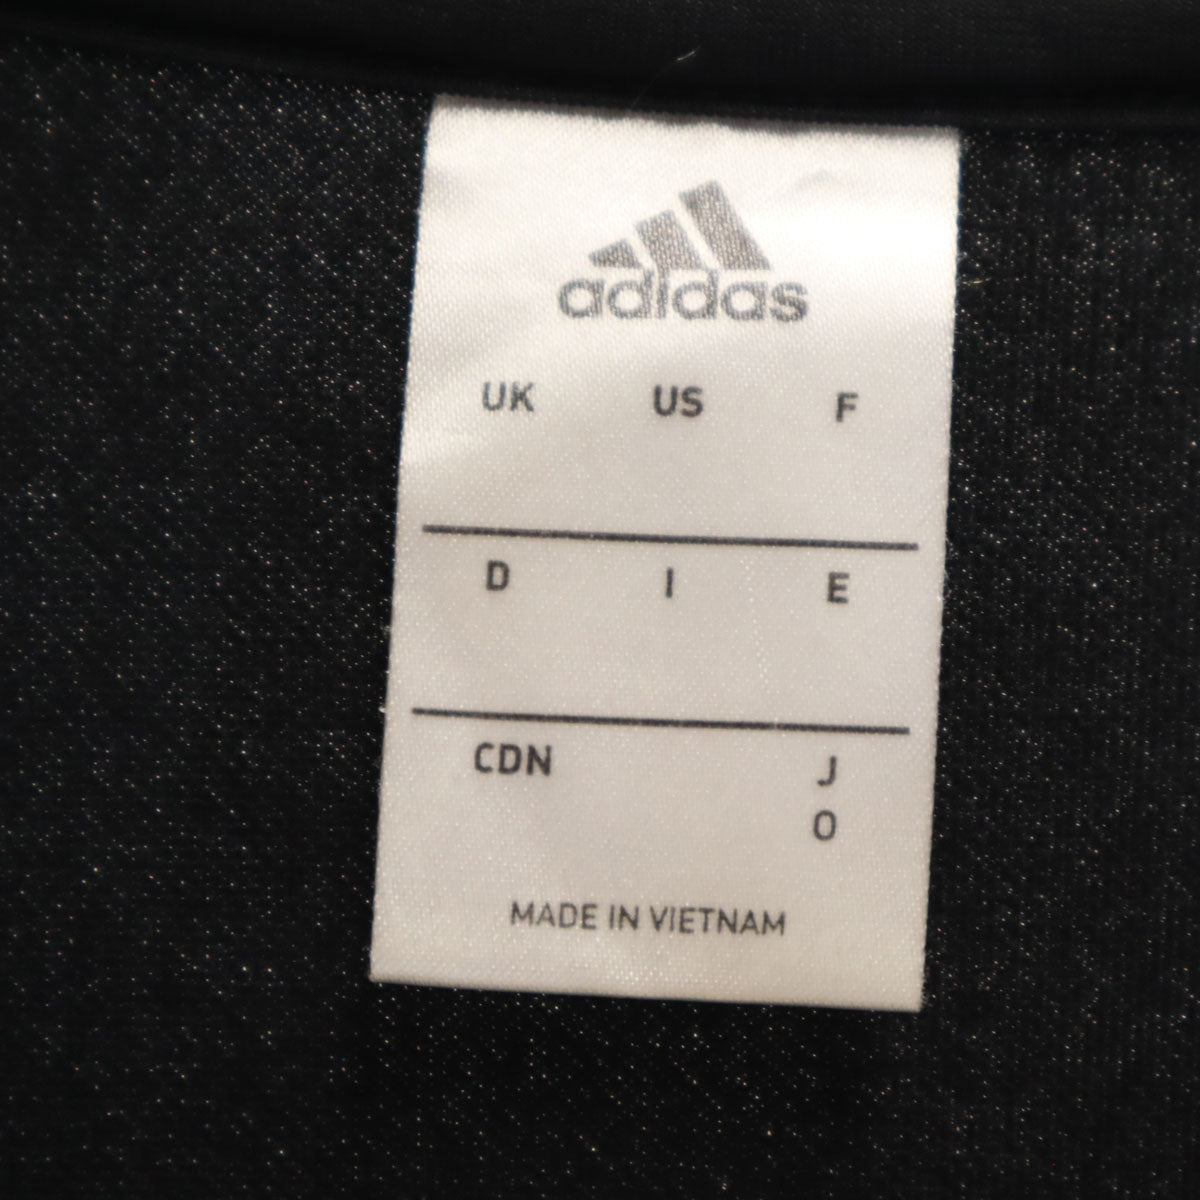 adidas
UK US F
D I E
CDN J
O
MADE IN VIETNAM